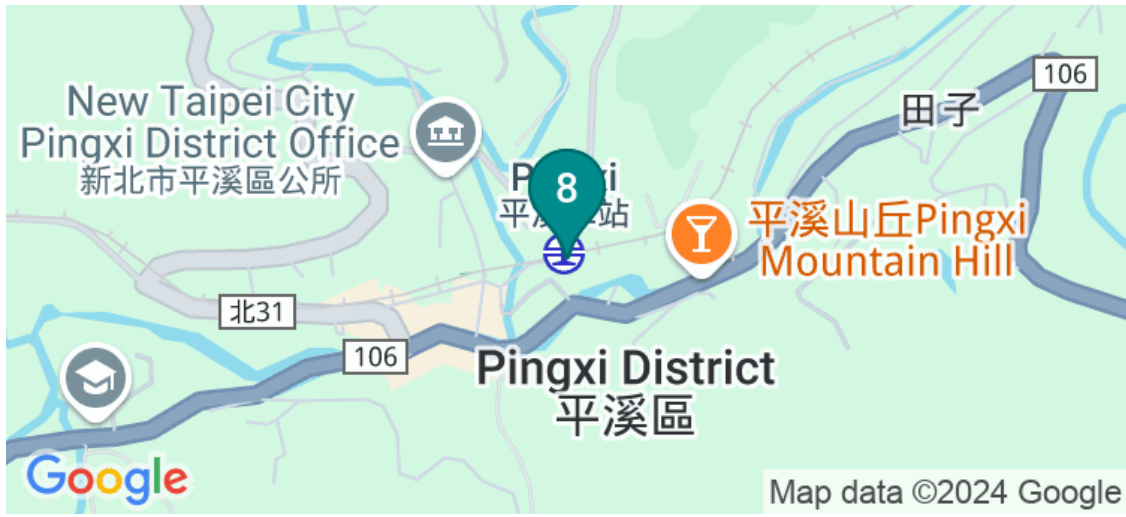 New Taipei City
Pingxi District Office
新北市平溪區公所
8
106
田子
平溪山丘Pingxi
Mountain Hill
北31
106
Pingxi District
平溪區
Google
Map data ©2024 Google